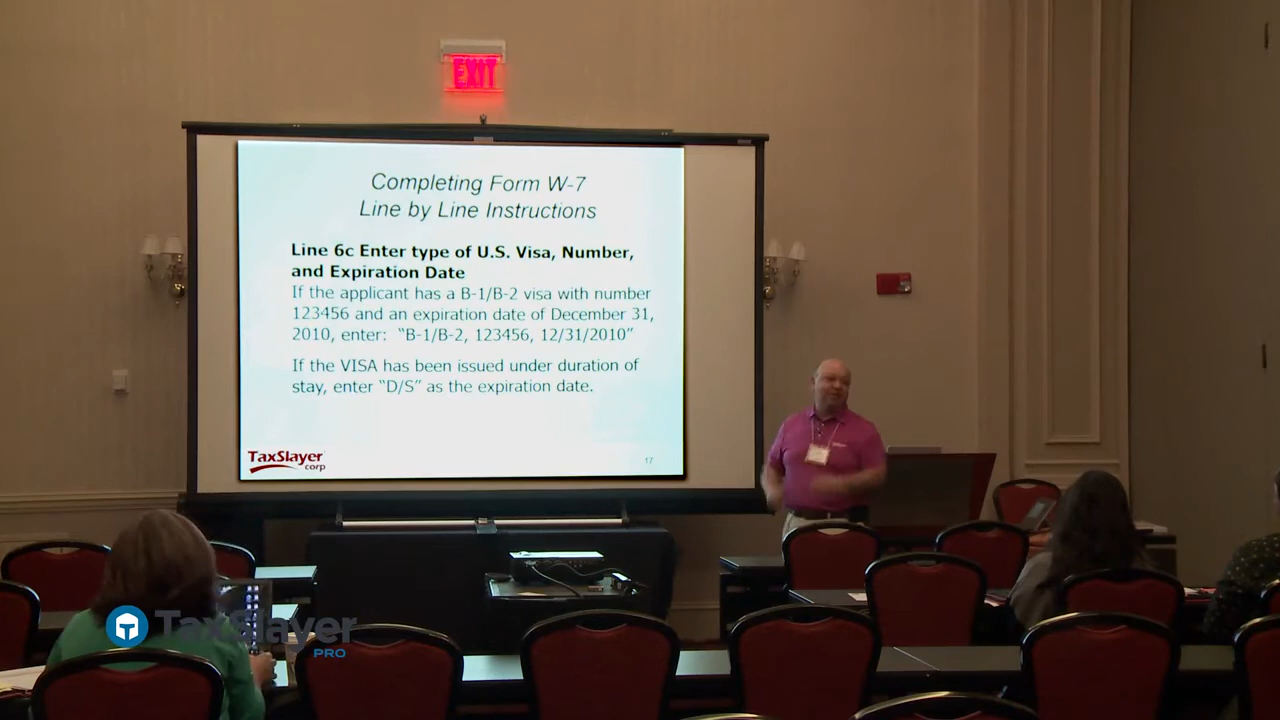 EXIT
Completing Form W-7
Line by Line Instructions
Line 6c Enter type of U.S. Visa, Number,
and Expiration Date
If the applicant has a B-1/B-2 visa with number
123456 and an expiration date of December 31,
2010, enter: “B-1/B-2, 123456, 12/31/2010”
If the VISA has been issued under duration of
stay, enter “D/S” as the expiration date.
TaxSlayer
corp
17
TaxSlayer
PRO